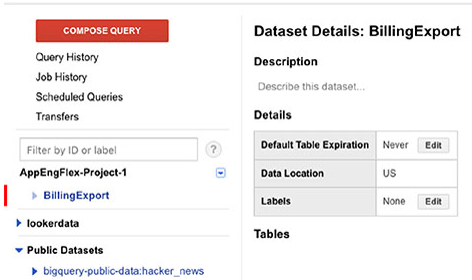 COMPOSE QUERY
Query History
Job History
Scheduled Queries
Transfers
Filter by ID or label
?
AppEngFlex-Project-1
BillingExport
lookerdata
Public Datasets
bigquery-public-data:hacker_news
Dataset Details: BillingExport
Description
Describe this dataset...
Details
Default Table Expiration Never Edit
Data Location US
Labels None Edit
Tables